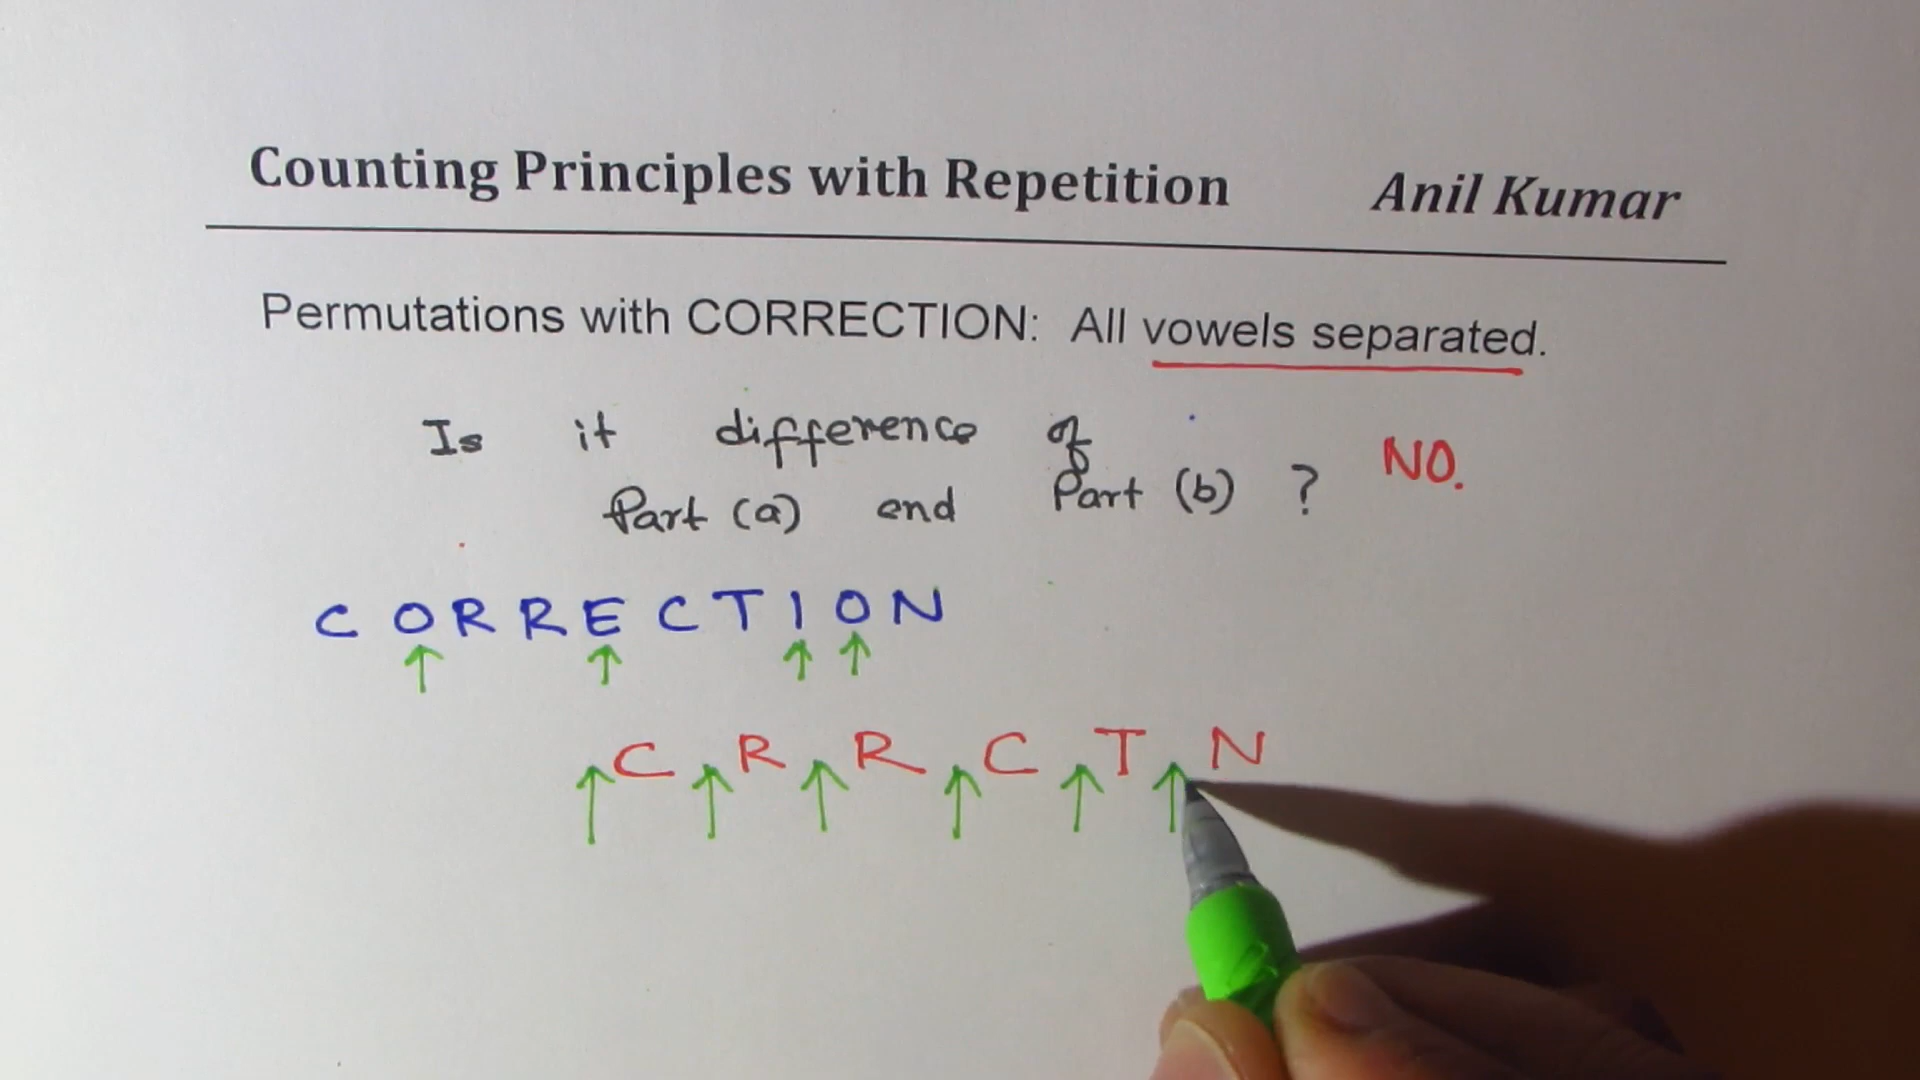 Counting Principles with Repetition Anil Kumar
Permutations with CORRECTION: All vowels separated.
Is it difference of
Part (a) and Part (b) ? NO.
C O R R E C T I O N
C R R C T N